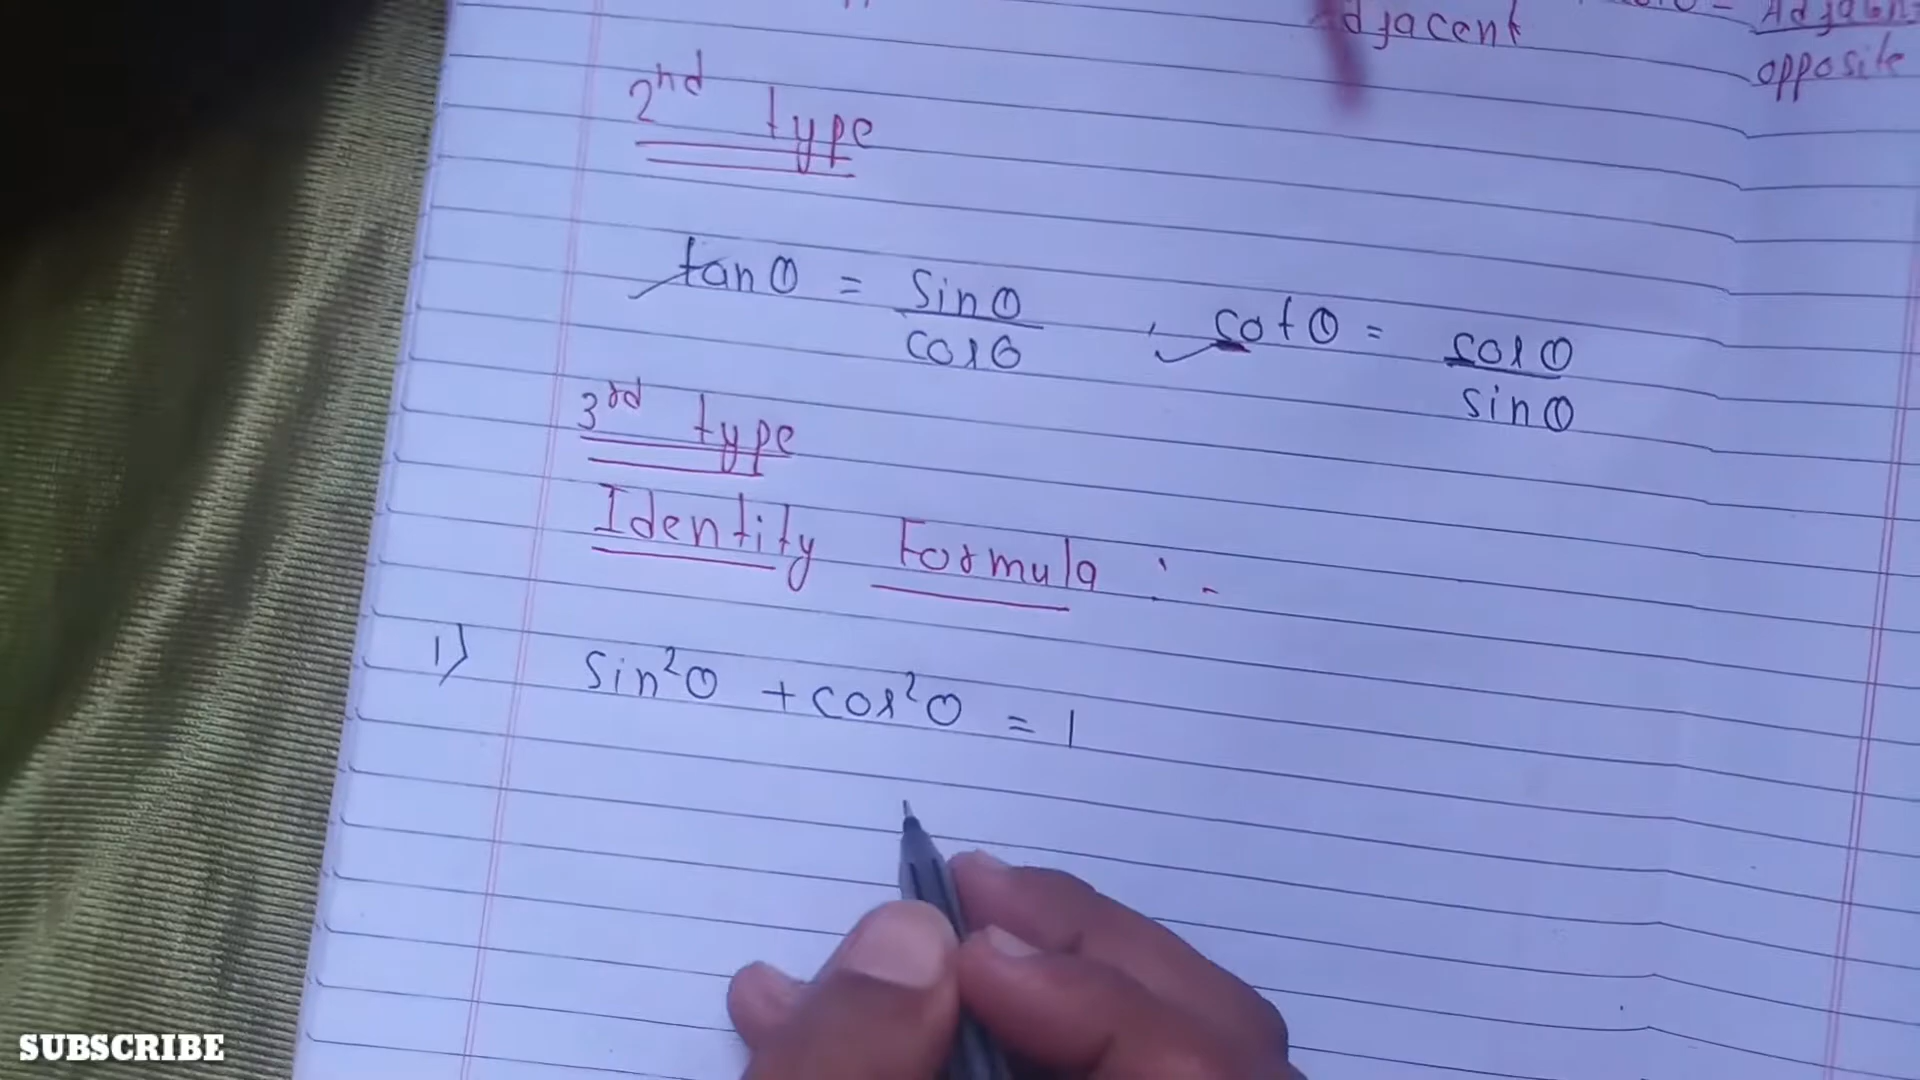 Adjacent
opposite
2nd type
tanθ = sinθ / cosθ , cotθ = cosθ / sinθ
3rd type
Identity Formula :-
1) sin²θ + cos²θ = 1
SUBSCRIBE